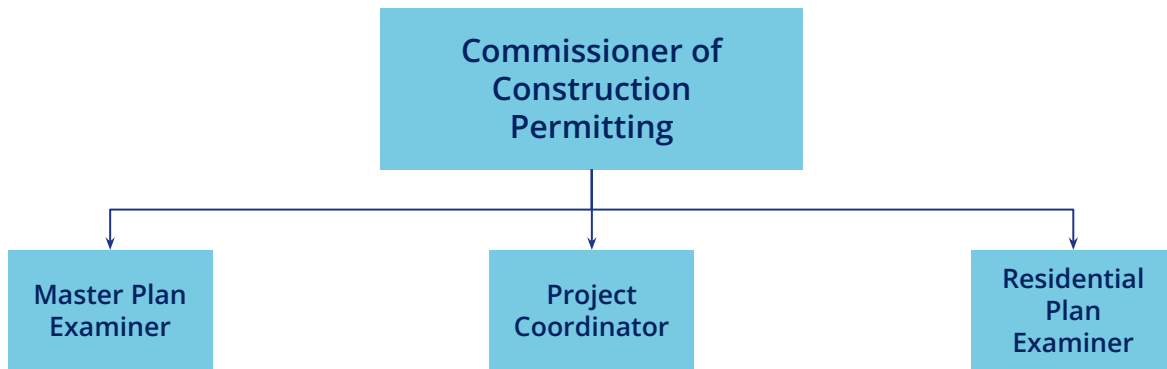 Commissioner of
Construction
Permitting
Master Plan
Examiner
Project
Coordinator
Residential
Plan
Examiner